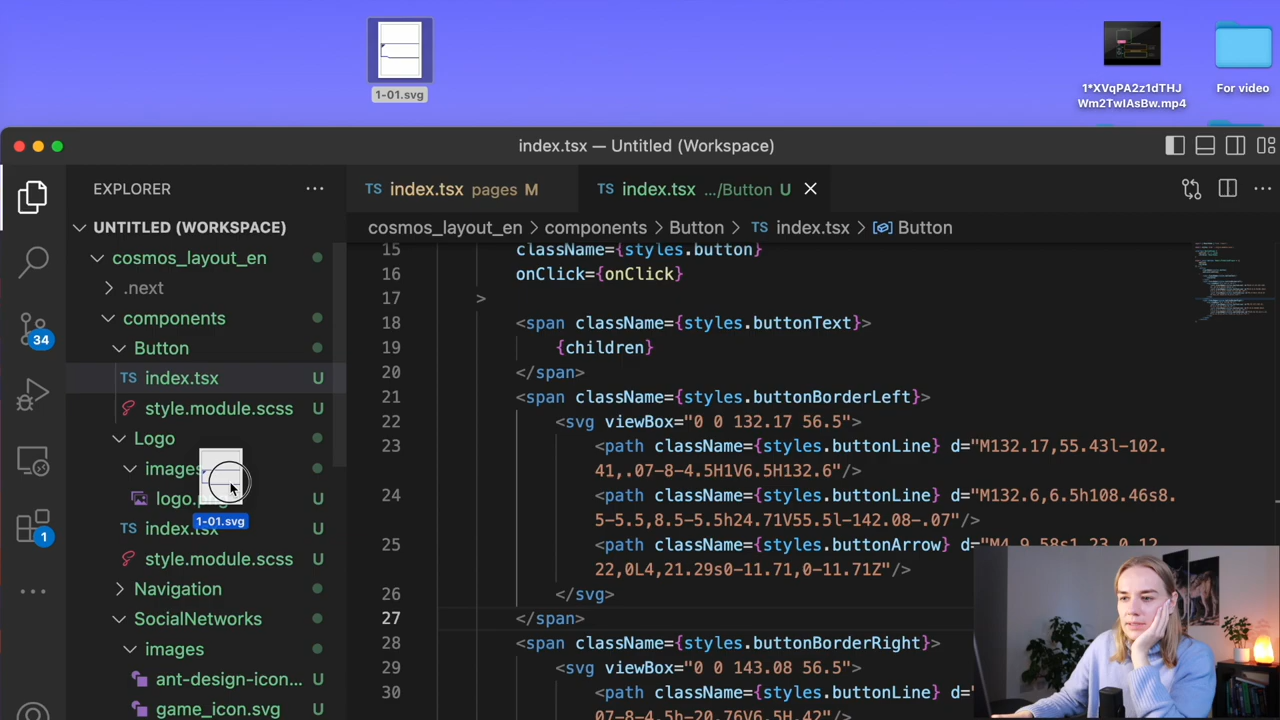 1-01.svg
1*XVqPA2z1dTHJ
Wm2TwIAsBw.mp4
For video
index.tsx — Untitled (Workspace)
EXPLORER
UNTITLED (WORKSPACE)
cosmos_layout_en
.next
components
Button
TS index.tsx U
style.module.scss U
Logo
images
1-01.svg
TS U
style.module.scss U
Navigation
SocialNetworks
images
ant-design-icon... U
game_icon.svg U
34
1
TS index.tsx pages M
TS index.tsx .../Button U
cosmos_layout_en > components > Button > TS index.tsx > Button
15 className={styles.button}
16 onClick={onClick}
17 >
18 <span className={styles.buttonText}>
19 {children}
20 </span>
21 <span className={styles.buttonBorderLeft}>
22 <svg viewBox="0 0 132.17 56.5">
23 <path className={styles.buttonLine} d="M132.17,55.43l-102.
41,.07-8-4.5H1V6.5H132.6"/>
24 <path className={styles.buttonLine} d="M132.6,6.5h108.46s8.
5-5.5,8.5-5.5h24.71V55.5l-142.08-.07"/>
25 <path className={styles.buttonArrow}
22,0L4,21.29s0-11.71,0-11.71Z"/>
26 </svg>
27 </span>
28 <span className={styles.buttonBorderRight}>
29 <svg viewBox="0 0 143.08 56.5">
30 <path className={styles.buttonLine}